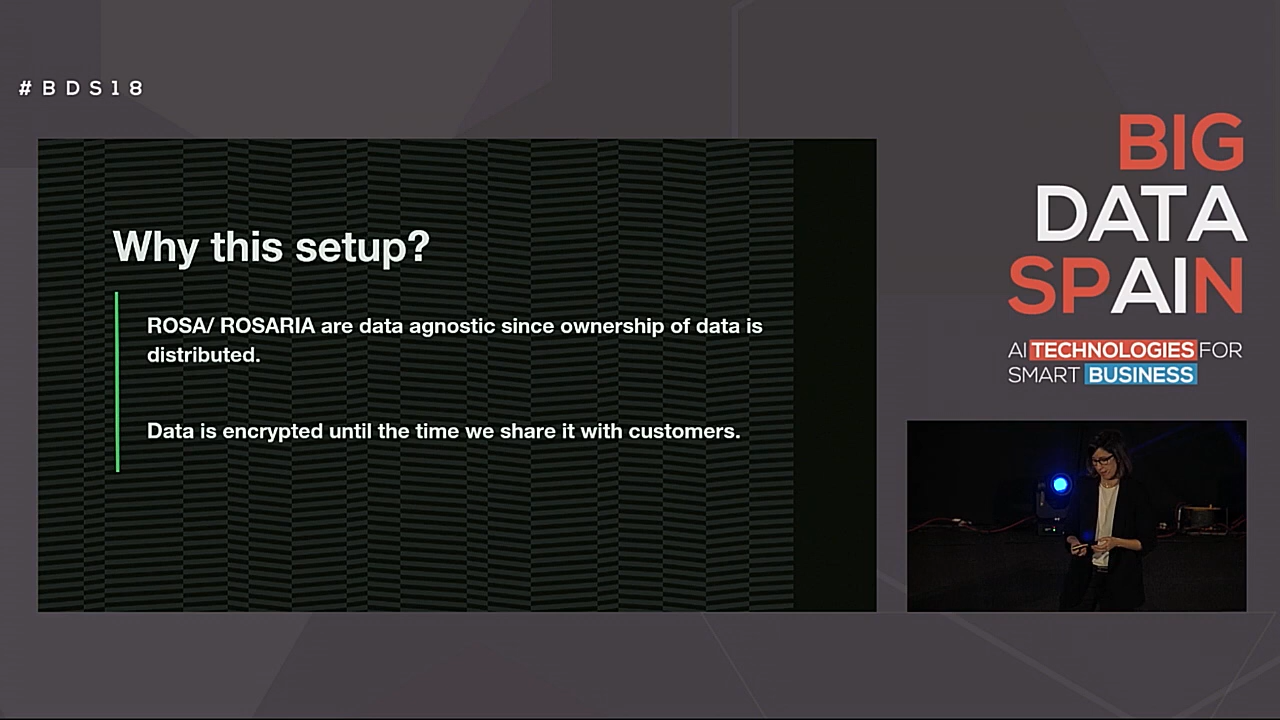 #BDS18
Why this setup?
ROSA/ ROSARIA are data agnostic since ownership of data is
distributed.
Data is encrypted until the time we share it with customers.
BIG
DATA
SPAIN
AI TECHNOLOGIES FOR
SMART BUSINESS